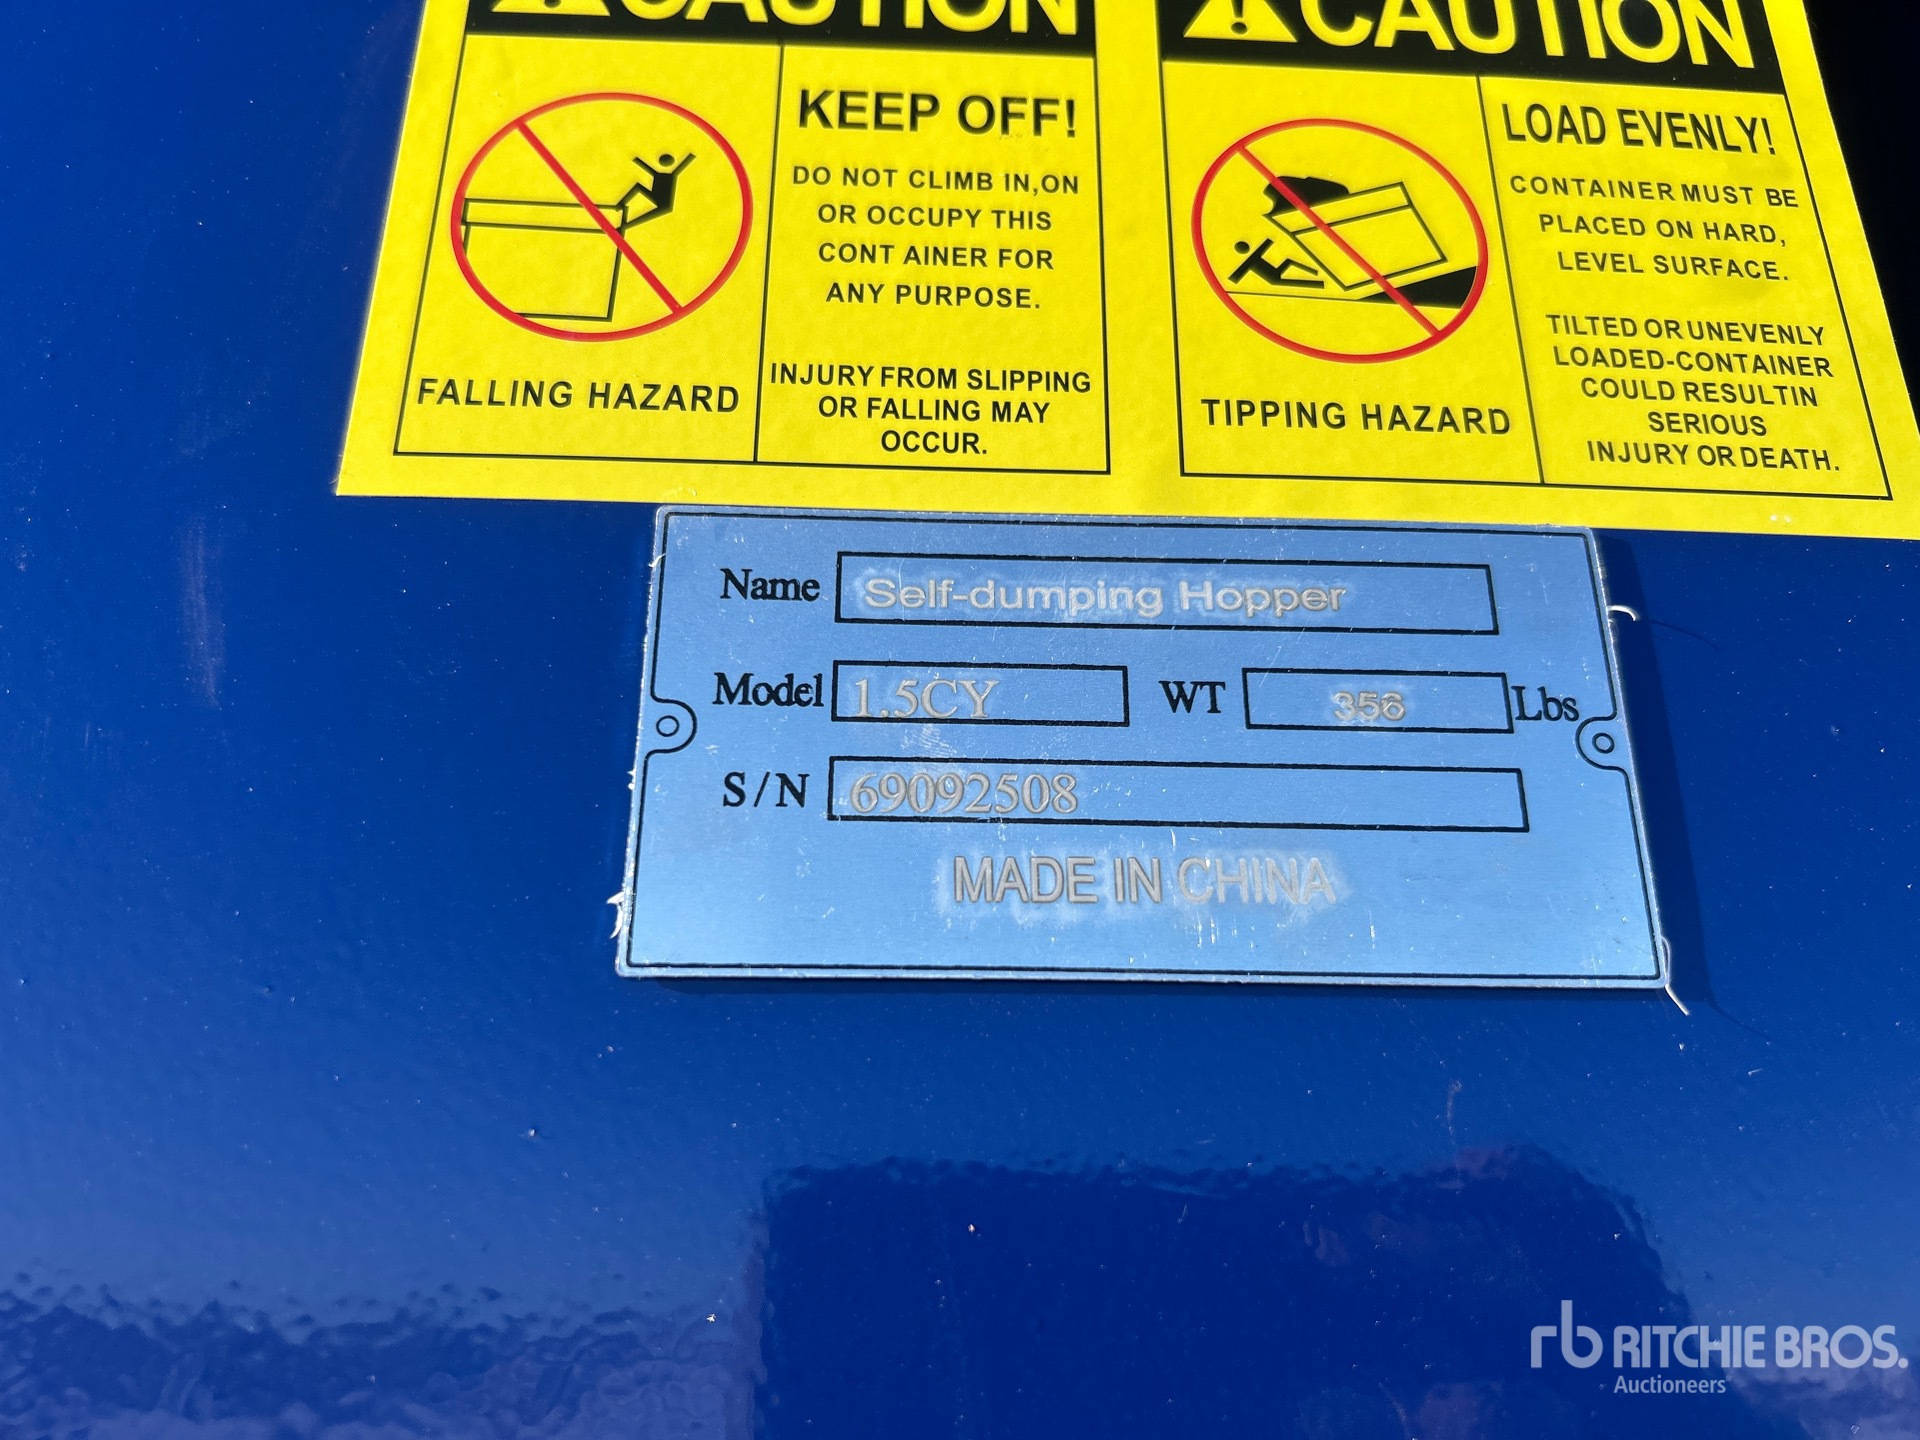 CAUTION
KEEP OFF!
DO NOT CLIMB IN,ON
OR OCCUPY THIS
CONT AINER FOR
ANY PURPOSE.
INJURY FROM SLIPPING
OR FALLING MAY
OCCUR.
FALLING HAZARD
CAUTION
LOAD EVENLY!
CONTAINER MUST BE
PLACED ON HARD,
LEVEL SURFACE.
TILTED OR UNEVENLY
LOADED-CONTAINER
COULD RESULTIN
SERIOUS
INJURY OR DEATH.
TIPPING HAZARD
Name Self-dumping Hopper
Model 1.5CY WT 356 Lbs
S/N 69092508
MADE IN CHINA
rb RITCHIE BROS.
Auctioneers